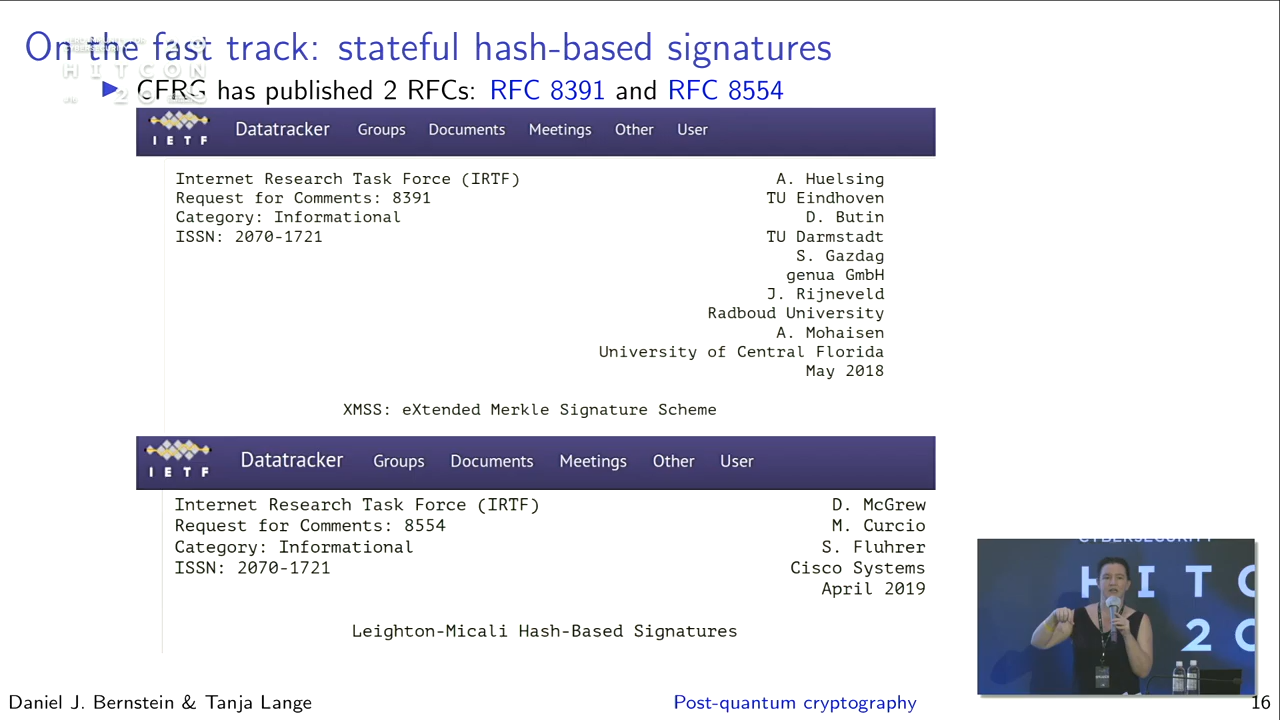 On the fast track: stateful hash-based signatures
HITCON
CFRG has published 2 RFCs: RFC 8391 and RFC 8554
IETF Datatracker Groups Documents Meetings Other User
Internet Research Task Force (IRTF) A. Huelsing
Request for Comments: 8391 TU Eindhoven
Category: Informational D. Butin
ISSN: 2070-1721 TU Darmstadt
S. Gazdag
genua GmbH
J. Rijneveld
Radboud University
A. Mohaisen
University of Central Florida
May 2018
XMSS: eXtended Merkle Signature Scheme
IETF Datatracker Groups Documents Meetings Other User
Internet Research Task Force (IRTF) D. McGrew
Request for Comments: 8554 M. Curcio
Category: Informational S. Fluhrer
ISSN: 2070-1721 Cisco Systems
April 2019
Leighton-Micali Hash-Based Signatures
CYBERSECURITY
HITC
20
Daniel J. Bernstein & Tanja Lange Post-quantum cryptography 16